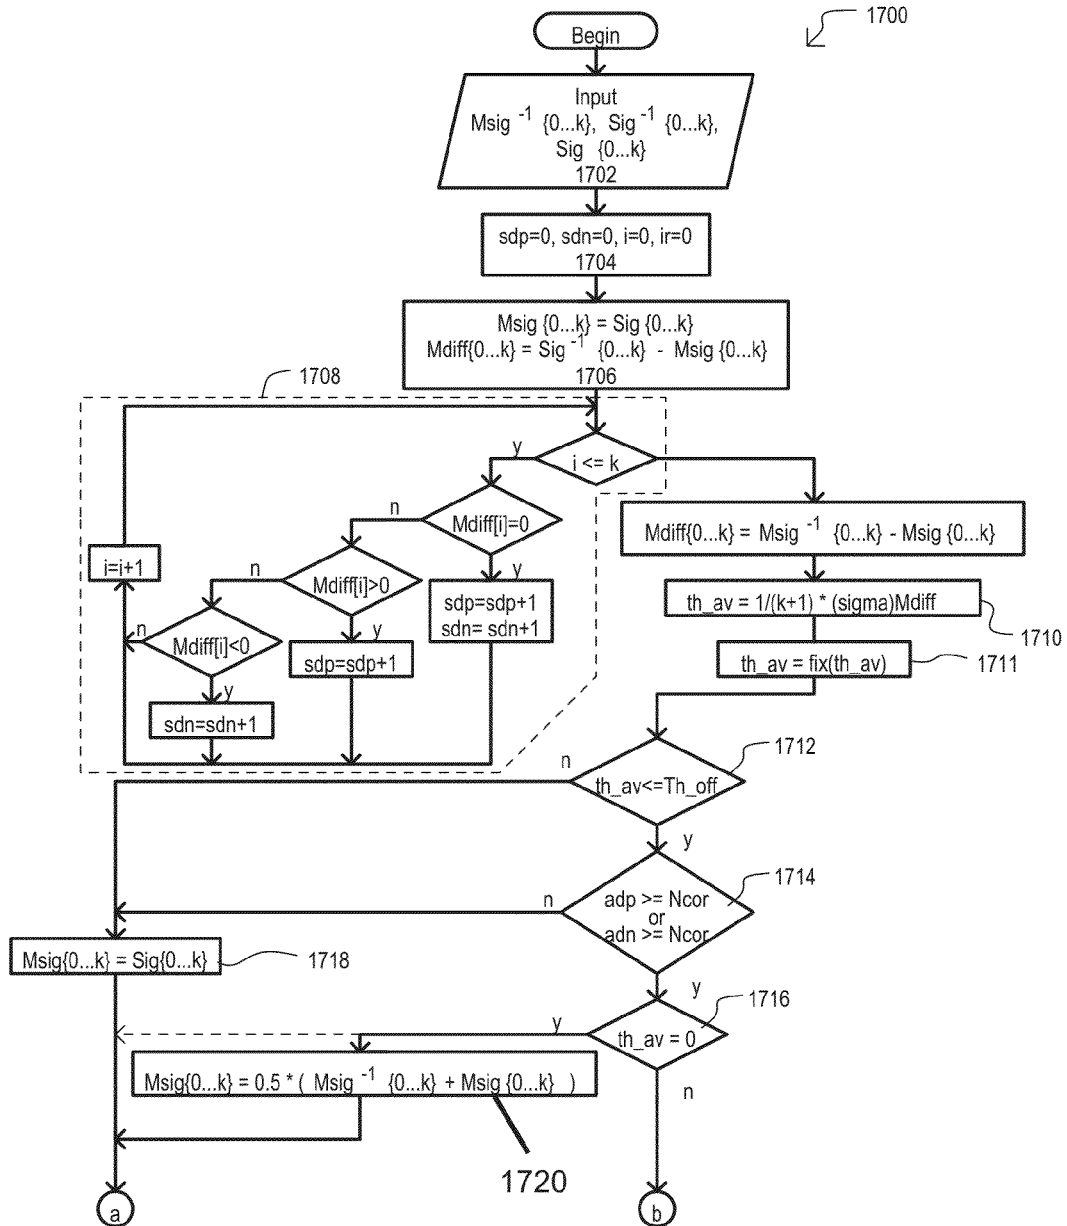 1700
Begin
Input
Msig -1 {0...k}, Sig -1 {0...k},
Sig {0...k}
1702
sdp=0, sdn=0, i=0, ir=0
1704
Msig {0...k} = Sig {0...k}
Mdiff{0...k} = Sig -1 {0...k} - Msig {0...k}
1706
1708
i <= k
y
Mdiff[i]=0
n
y
sdp=sdp+1
sdn= sdn+1
Mdiff[i]>0
n
y
sdp=sdp+1
Mdiff[i]<0
n
y
sdn=sdn+1
i=i+1
Mdiff{0...k} = Msig -1 {0...k} - Msig {0...k}
th_av = 1/(k+1) * (sigma)Mdiff
1710
th_av = fix(th_av)
1711
1712
n
th_av<=Th_off
y
1714
n
adp >= Ncor
or
adn >= Ncor
y
Msig{0...k} = Sig{0...k}
1718
1716
y
th_av = 0
n
Msig{0...k} = 0.5 * ( Msig -1 {0...k} + Msig {0...k} )
1720
a
b